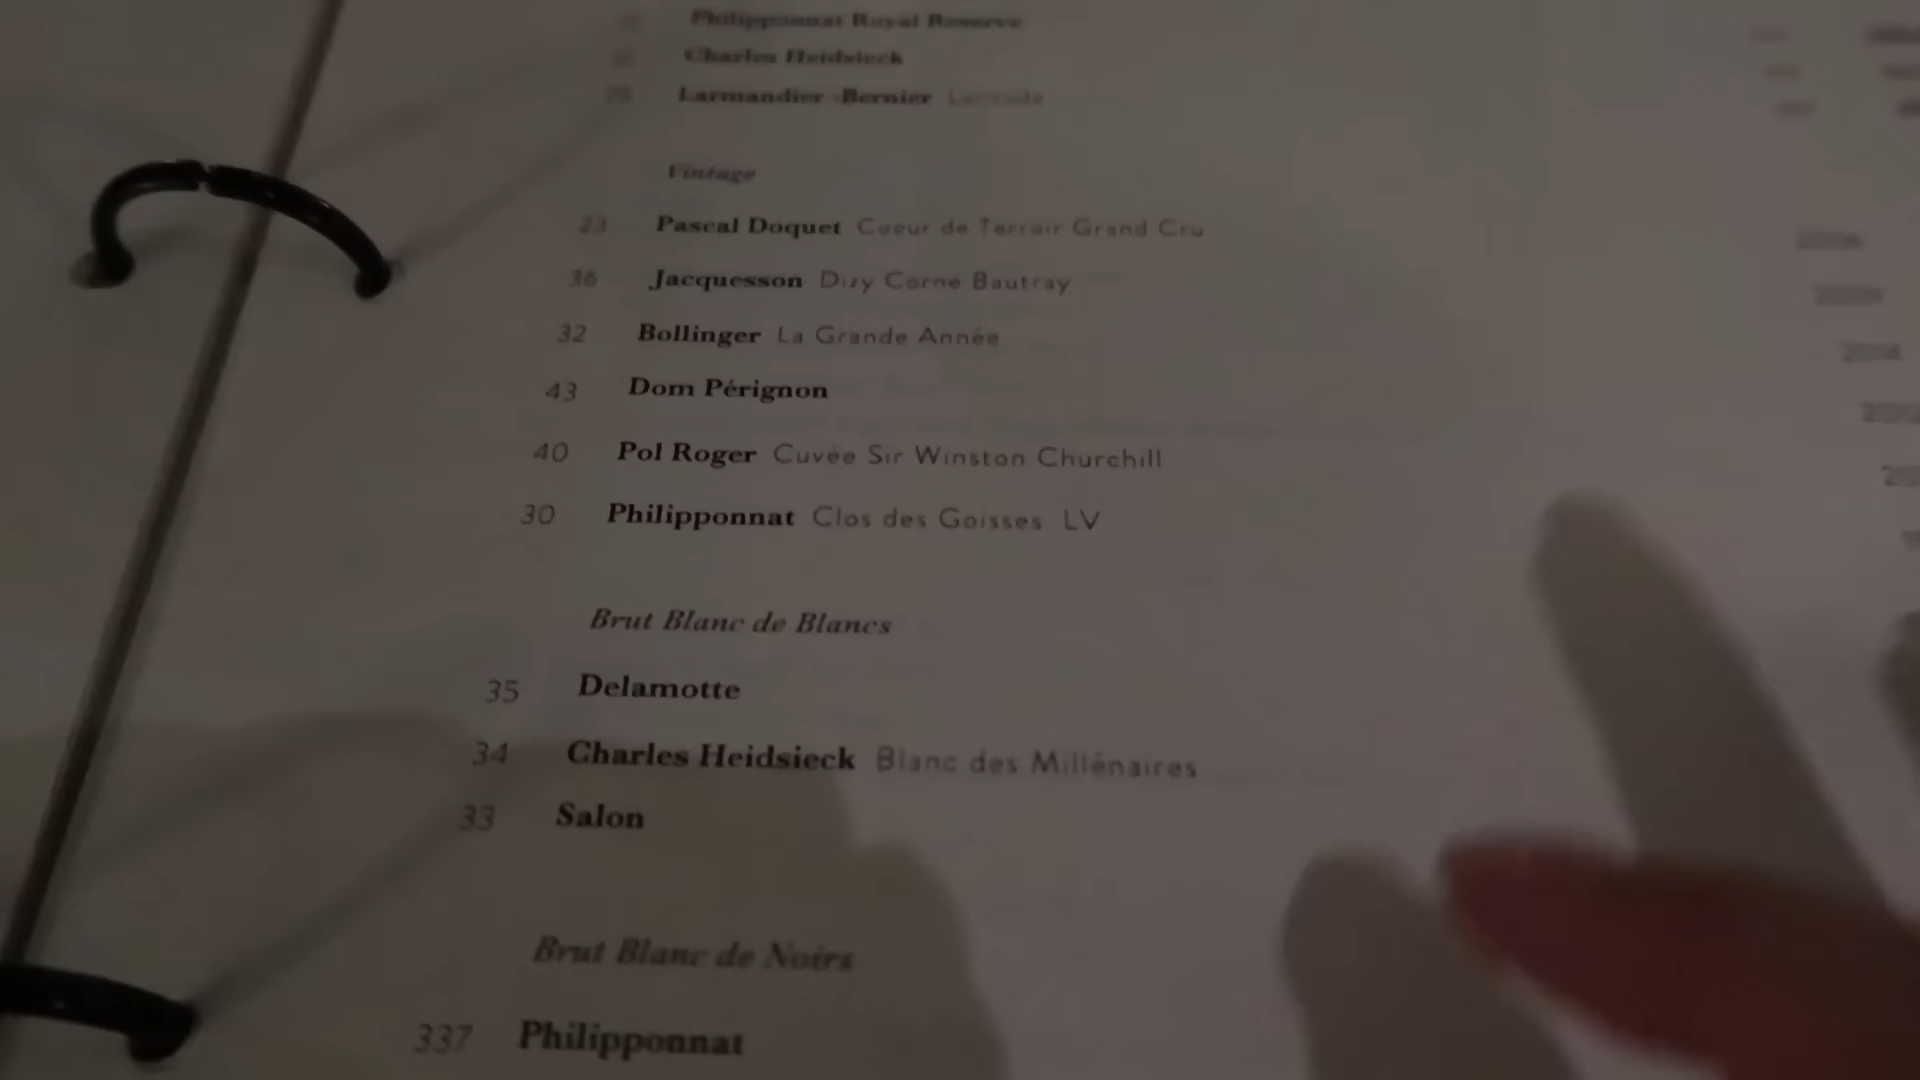 Philipponnat Royal Reserve
Charles Heidsieck
Larmandier-Bernier
Vintage
23 Pascal Doquet Coeur de Terroir Grand Cru
36 Jacquesson Dizy Corne Bautray
32 Bollinger La Grande Année
43 Dom Pérignon
40 Pol Roger Cuvée Sir Winston Churchill
30 Philipponnat Clos des Goisses LV
Brut Blanc de Blancs
35 Delamotte
34 Charles Heidsieck Blanc des Millénaires
33 Salon
Brut Blanc de Noirs
337 Philipponnat